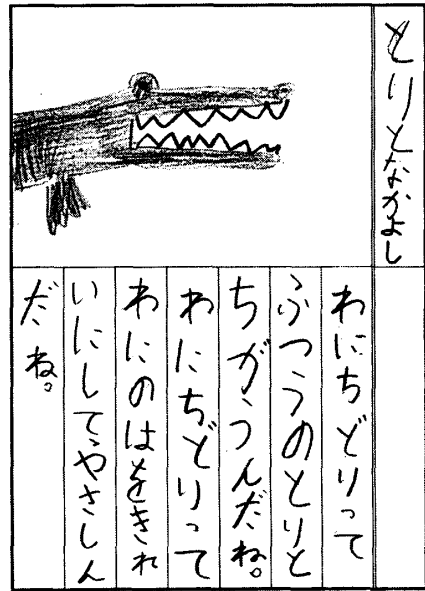 とりとなかよし
わにちどりって
ふつうのとりと
ちがうんだね。
わにちどりって
わにのはをきれ
いにしてやさしん
だね。